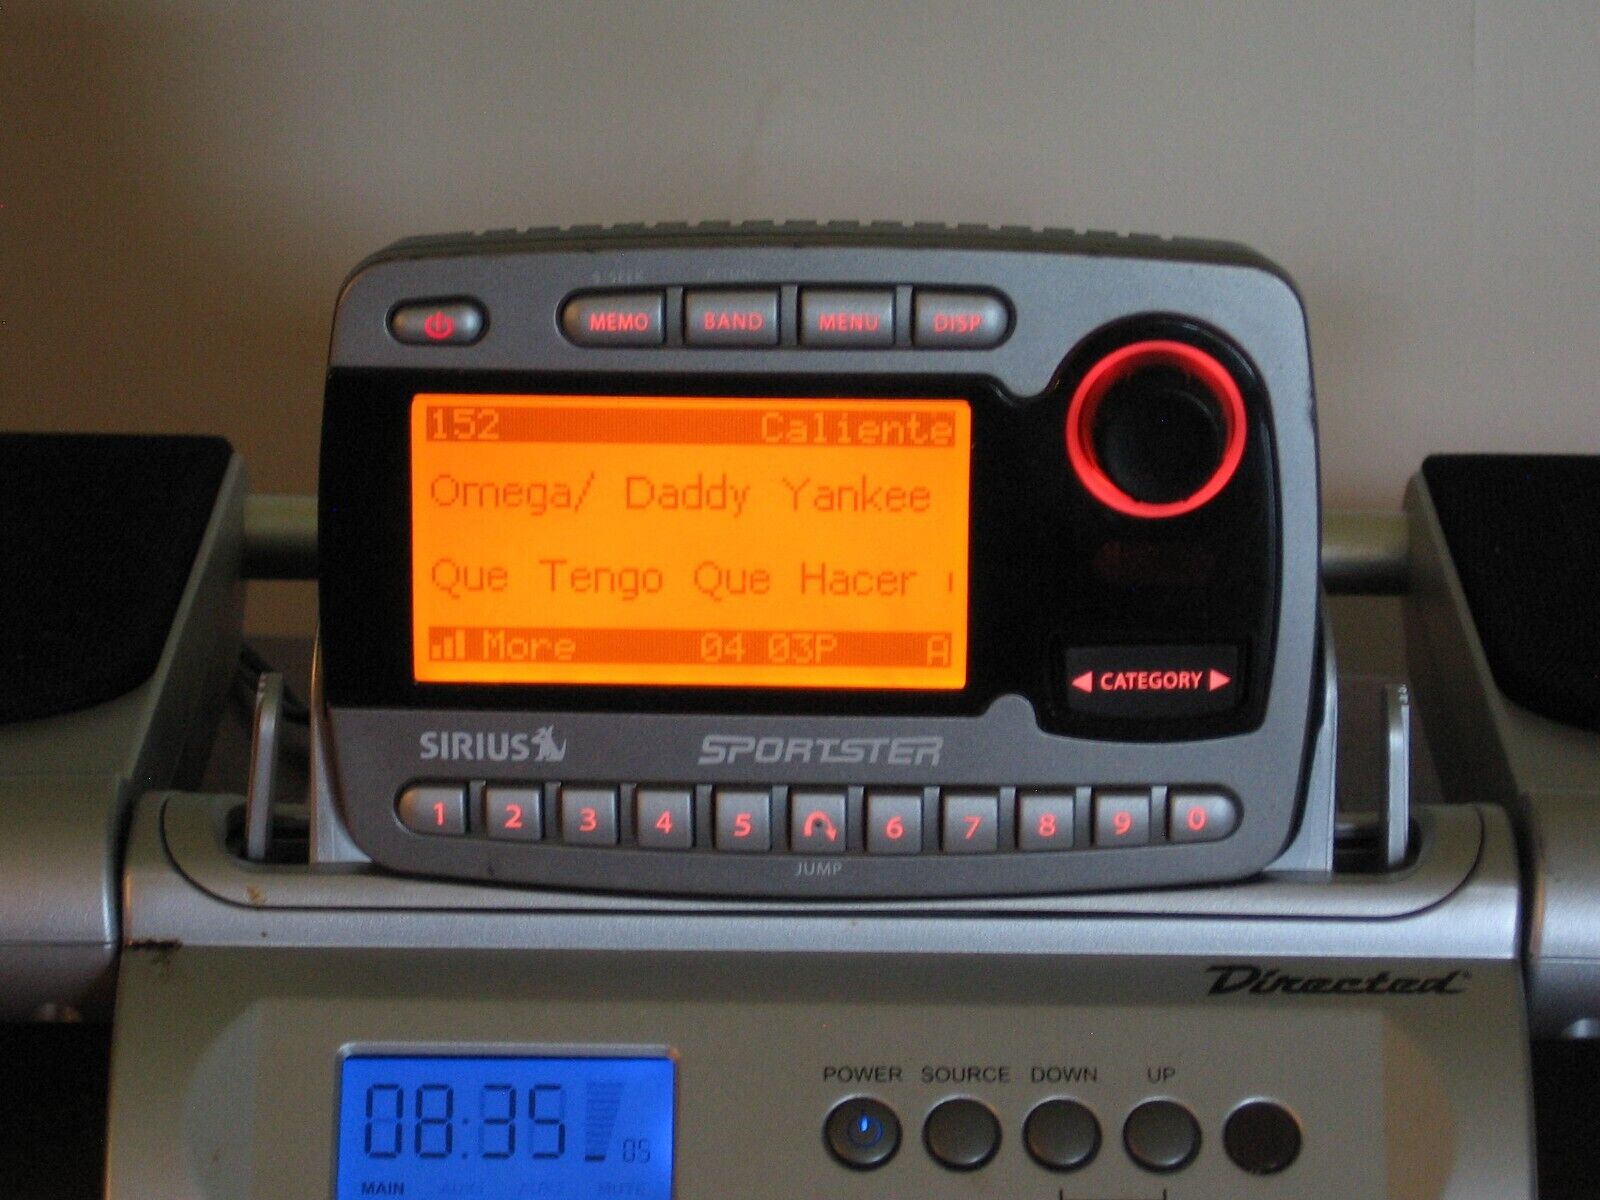 MEMO BAND MENU DISP
152 Caliente
Omega/ Daddy Yankee
Que Tengo Que Hacer
More 04 03P A
CATEGORY
SIRIUS SPORTSTER
1 2 3 4 5 6 7 8 9 0
JUMP
Directed
POWER SOURCE DOWN UP
08:35 05
MAIN